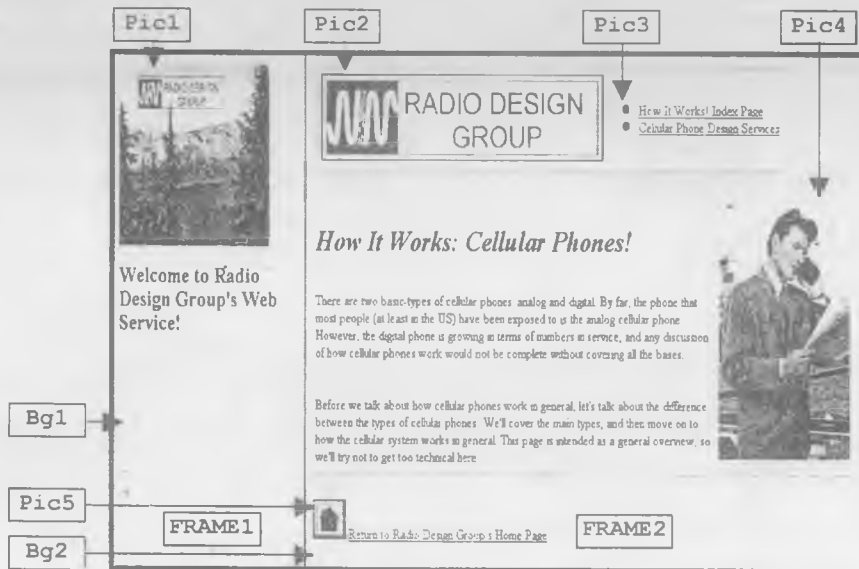 Pic1
Pic2
Pic3
Pic4
RADIO DESIGN
GROUP
RADIO DESIGN
GROUP
How it Works! Index Page
Cellular Phone Design Services
How It Works: Cellular Phones!
Welcome to Radio
Design Group's Web
Service!
There are two basic-types of cellular phones: analog and digital. By far, the phone that
most people (at least in the US) have been exposed to is the analog cellular phone
However, the digital phone is growing in terms of numbers in service, and any discussion
of how cellular phones work would not be complete without covering all the bases.
Before we talk about how cellular phones work in general, let's talk about the difference
between the types of cellular phones. We'll cover the main types, and then move on to
how the cellular system works in general. This page is intended as a general overview, so
we'll try not to get too technical here
Bg1
Pic5
FRAME1
Return to Radio Design Group's Home Page
FRAME2
Bg2